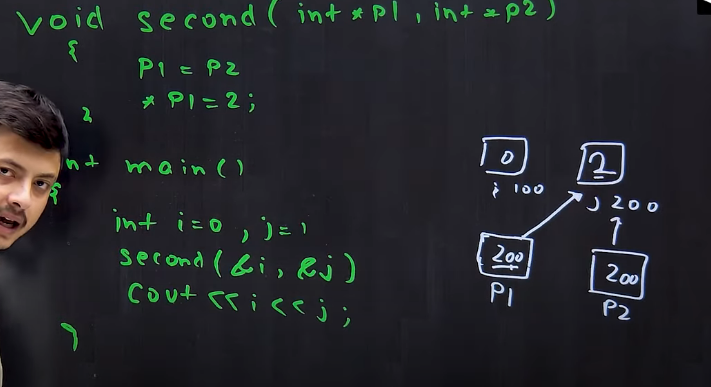 void second( int *p1 , int *p2 )
{
P1 = P2
* P1 = 2 ;
}
int main()
{
int i=0 , j=1
second(&i, &j)
cout << i << j ;
}
0
2
i 100
j 200
200
200
P1
P2